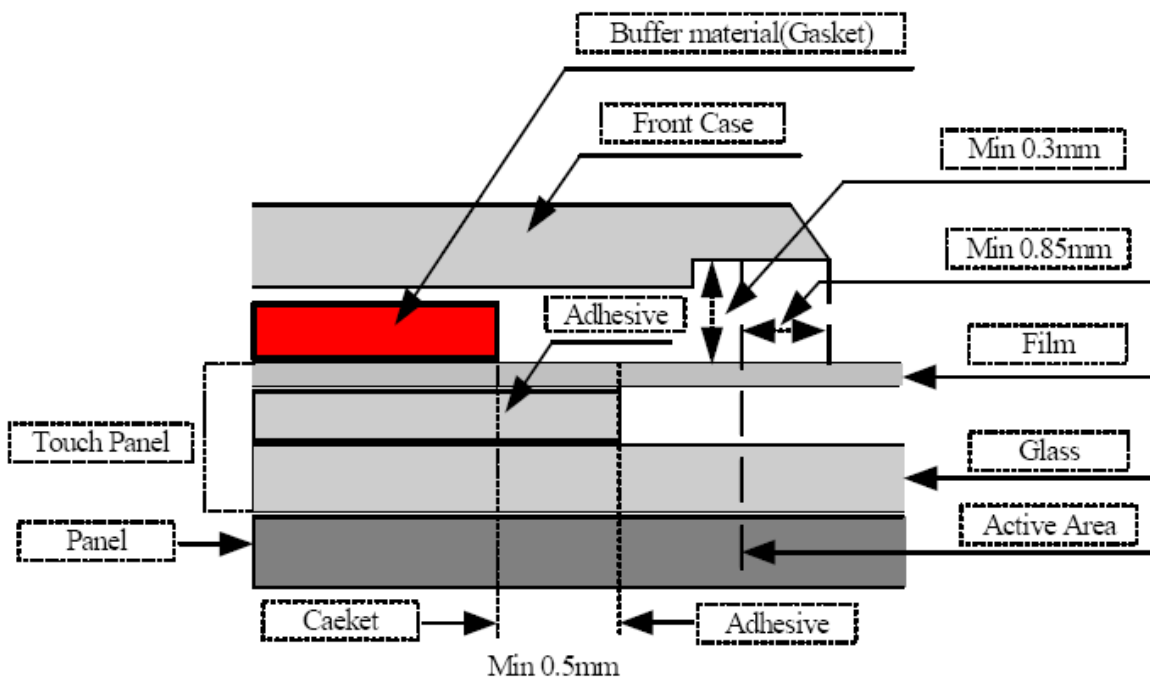 Buffer material(Gasket)
Front Case
Min 0.3mm
Min 0.85mm
Adhesive
Film
Touch Panel
Glass
Panel
Active Area
Caeket
Adhesive
Min 0.5mm